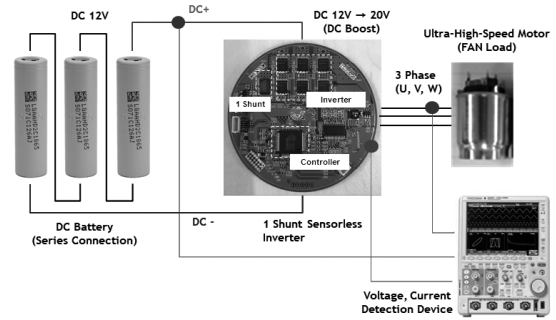 DC 12V
DC+
DC 12V → 20V
(DC Boost)
Ultra-High-Speed Motor
(FAN Load)
3 Phase
(U, V, W)
1 Shunt
Inverter
Controller
DC Battery
(Series Connection)
DC -
1 Shunt Sensorless
Inverter
Voltage, Current
Detection Device